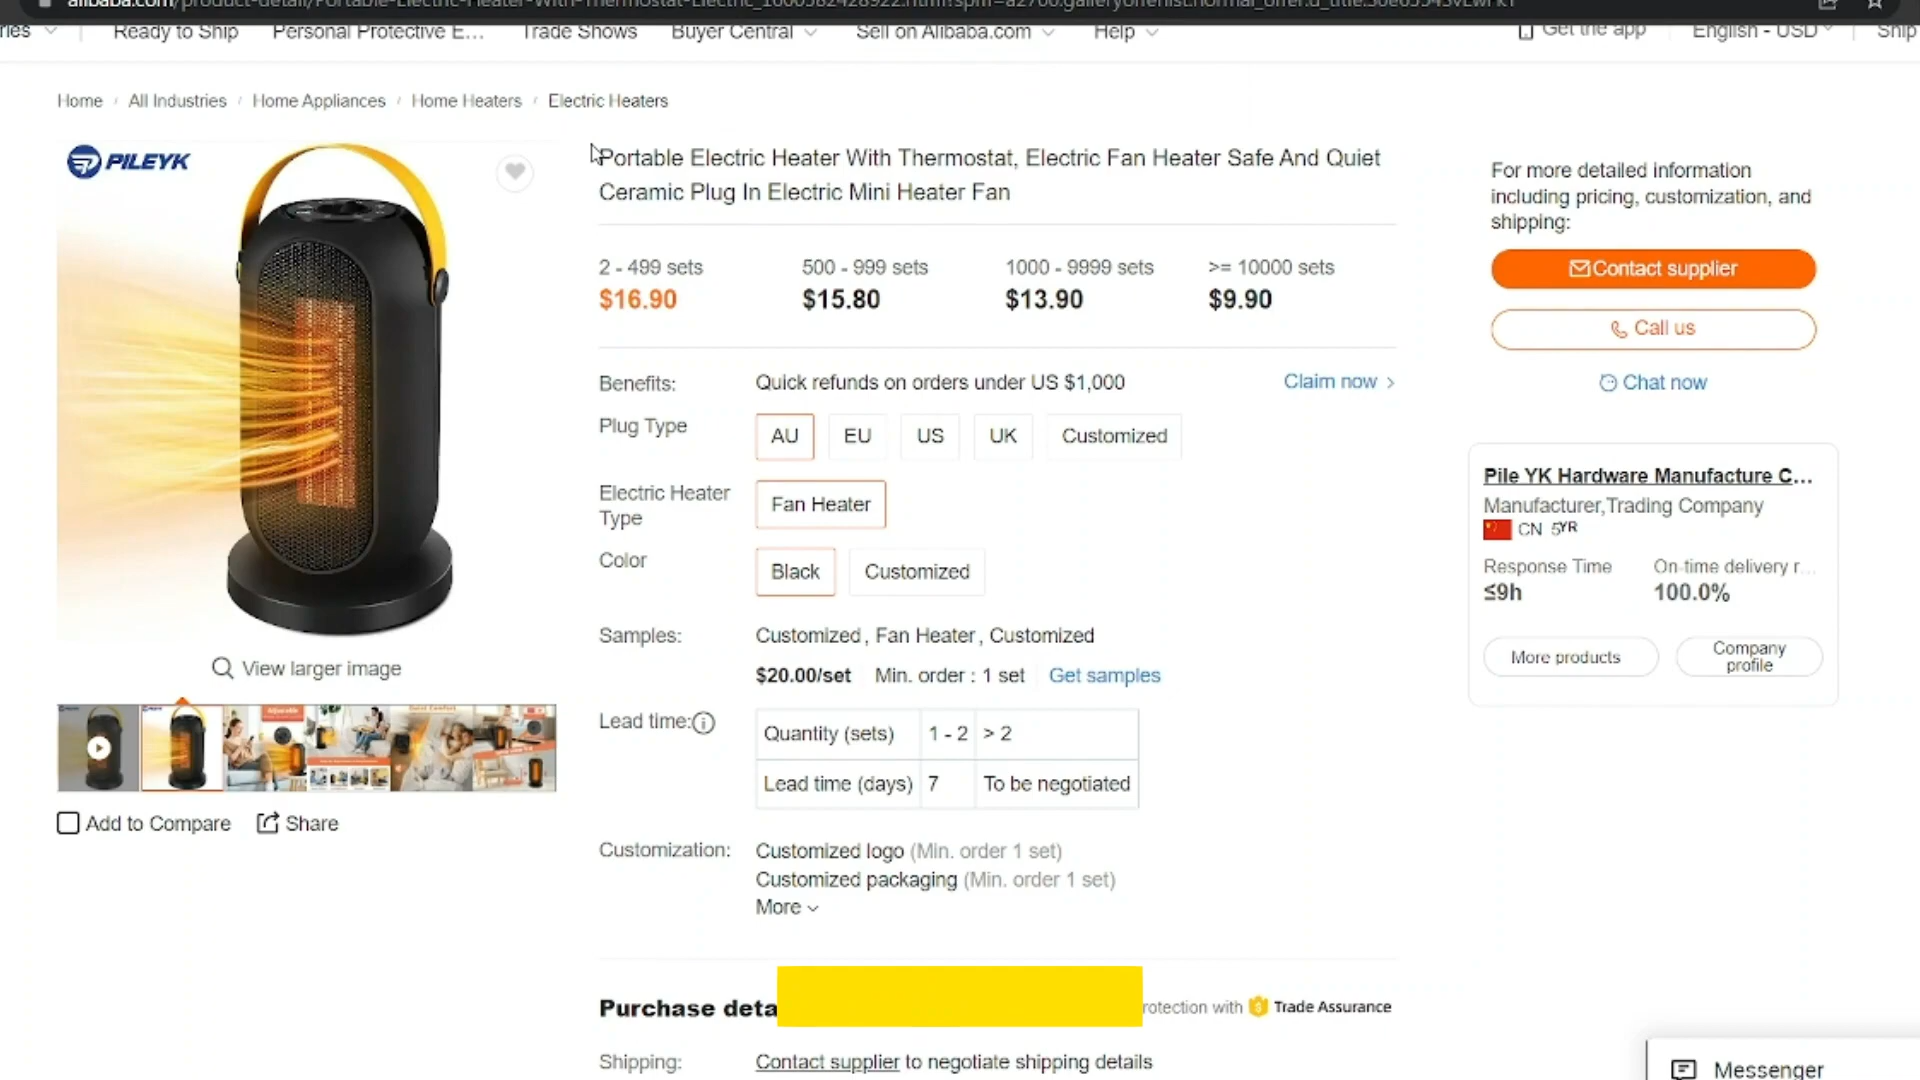 Ready to Ship
Personal Protective E...
Trade Shows
Buyer Central
Sell on Alibaba.com
Help
Get the app
English - USD
Ship
Home / All Industries / Home Appliances / Home Heaters / Electric Heaters
PILEYK
Portable Electric Heater With Thermostat, Electric Fan Heater Safe And Quiet
Ceramic Plug In Electric Mini Heater Fan
2 - 499 sets
$16.90
500 - 999 sets
$15.80
1000 - 9999 sets
$13.90
>= 10000 sets
$9.90
Benefits: Quick refunds on orders under US $1,000 Claim now >
Plug Type AU EU US UK Customized
Electric Heater
Type
Fan Heater
Color Black Customized
Samples: Customized, Fan Heater, Customized
$20.00/set Min. order : 1 set Get samples
Lead time:
Quantity (sets) 1 - 2 > 2
Lead time (days) 7 To be negotiated
Customization: Customized logo (Min. order 1 set)
Customized packaging (Min. order 1 set)
More
View larger image
Add to Compare Share
Purchase deta
rotection with Trade Assurance
Shipping: Contact supplier to negotiate shipping details
For more detailed information
including pricing, customization, and
shipping:
Contact supplier
Call us
Chat now
Pile YK Hardware Manufacture C...
Manufacturer,Trading Company
CN 5YR
Response Time
≤9h
On-time delivery r...
100.0%
More products
Company
profile
Messenger